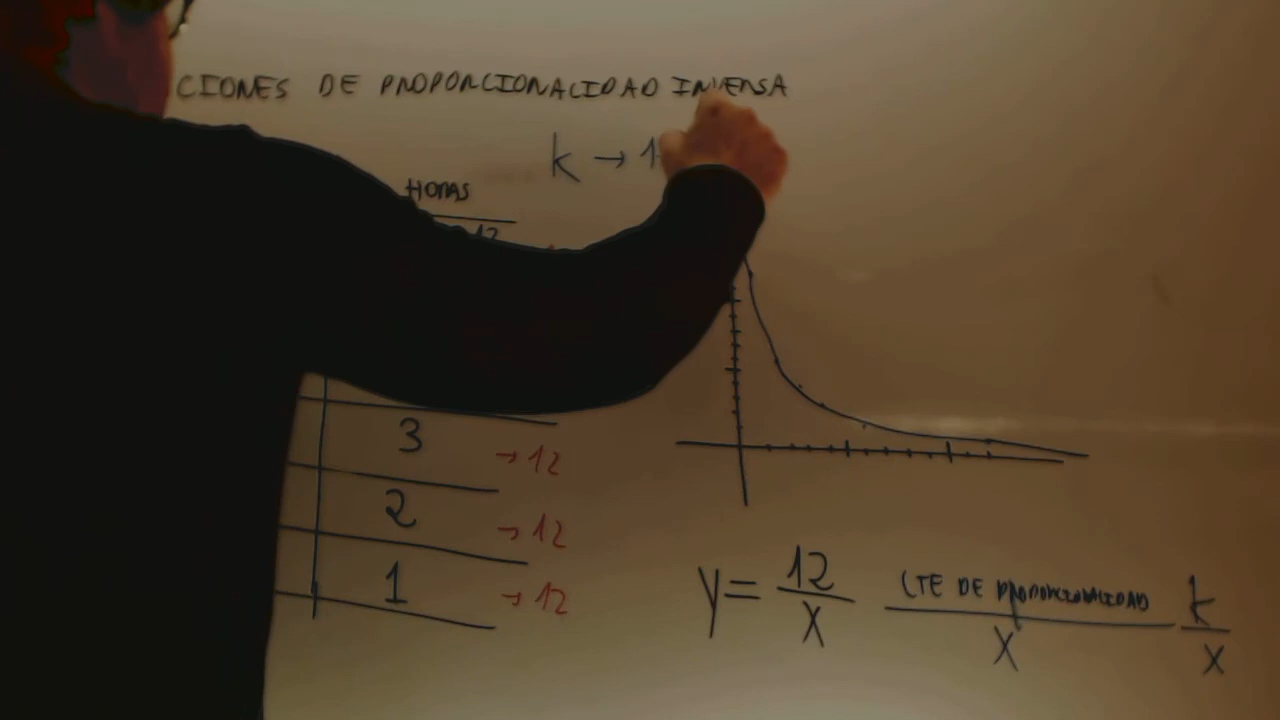 CIONES DE PROPORCIONALIDAD INVERSA
k → 1
HORAS
12
3 → 12
2 → 12
1 → 12
y = 12/x CTE DE PROPORCIONALIDAD/x k/x